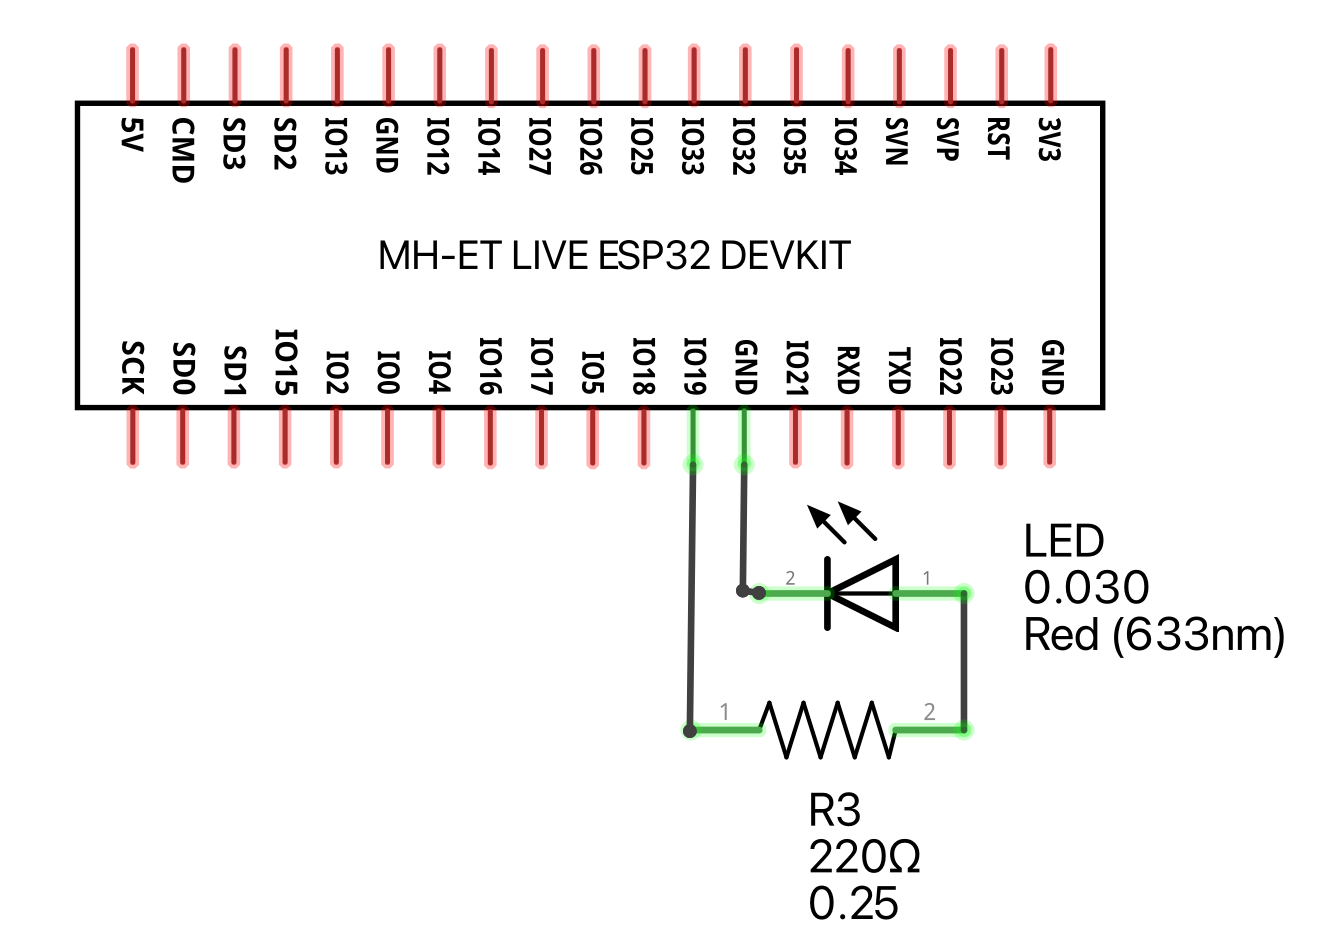 5V CMD SD3 SD2 IO13 GND IO12 IO14 IO27 IO26 IO25 IO33 IO32 IO35 IO34 SVN SVP RST 3V3
MH-ET LIVE ESP32 DEVKIT
SCK SD0 SD1 IO15 IO2 IO0 IO4 IO16 IO17 IO5 IO18 IO19 GND IO21 RXD TXD IO22 IO23 GND
2 1
LED
0.030
Red (633nm)
1 2
R3
220Ω
0.25